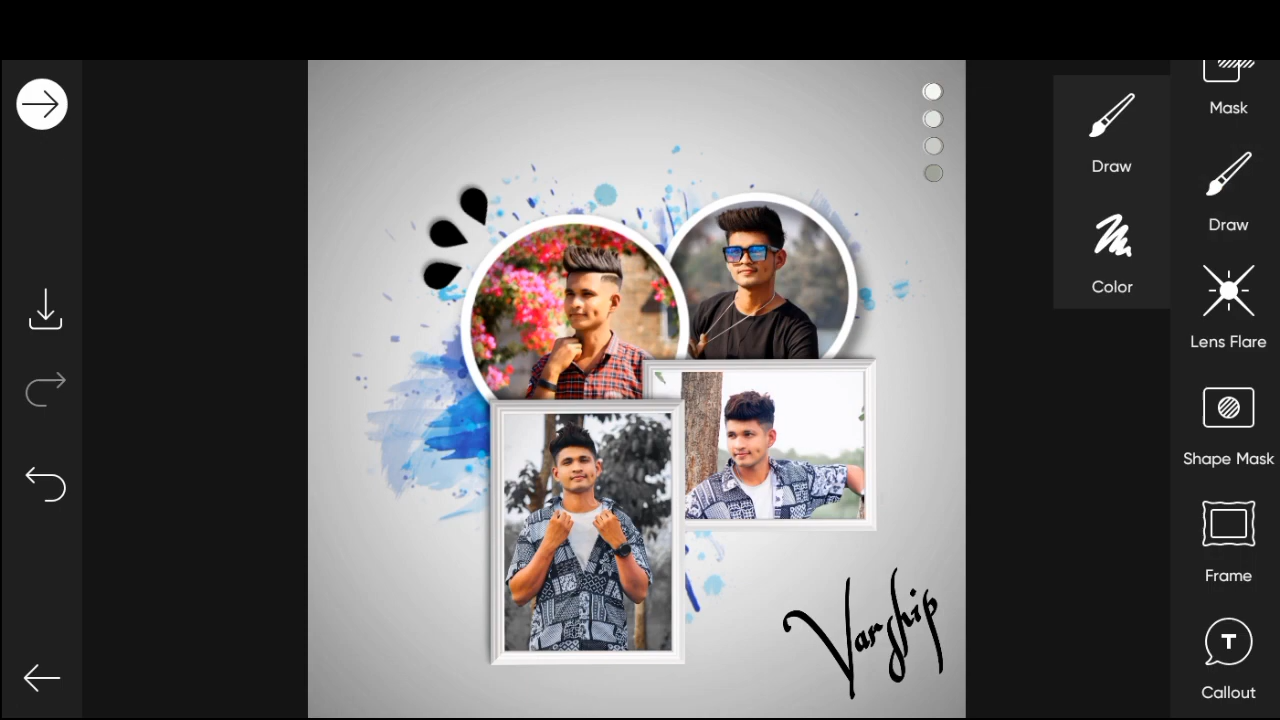 Mask
Draw
Draw
Color
Lens Flare
Shape Mask
Frame
T
Callout
Varship